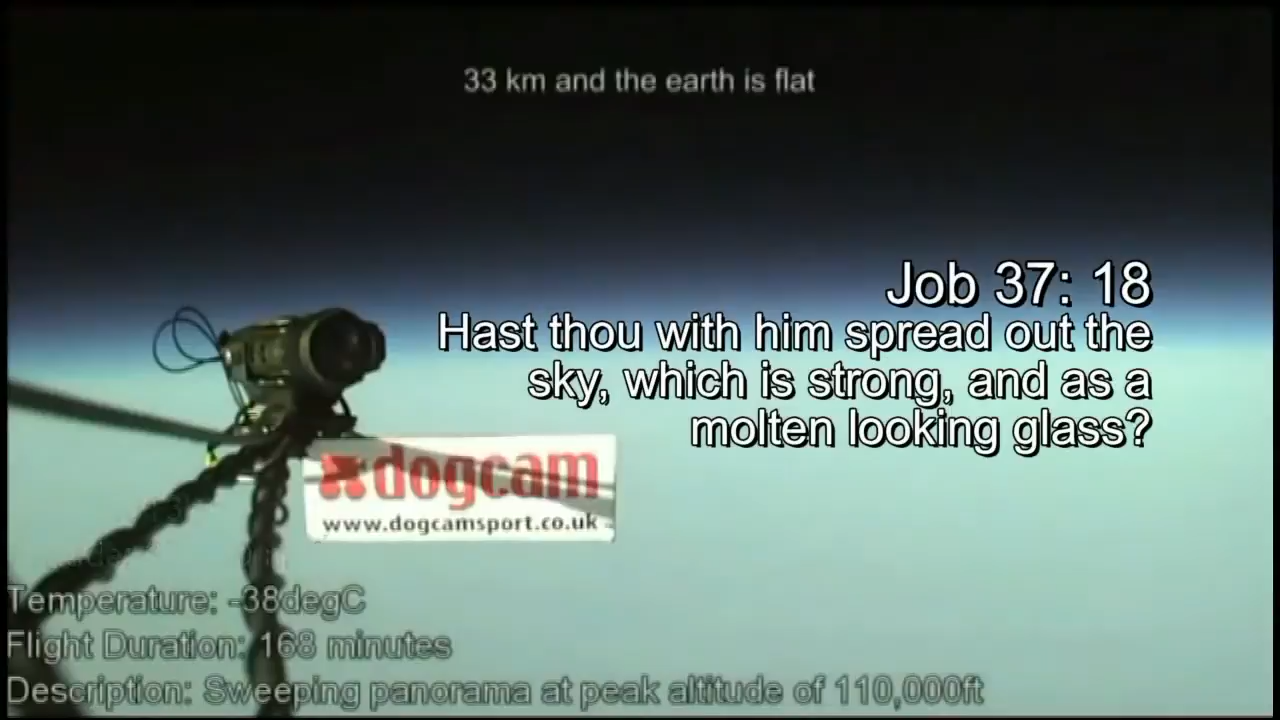 33 km and the earth is flat
Job 37: 18
Hast thou with him spread out the
sky, which is strong, and as a
molten looking glass?
dogcam
www.dogcamsport.co.uk
Temperature: -38degC
Flight Duration: 168 minutes
Description: Sweeping panorama at peak altitude of 110,000ft